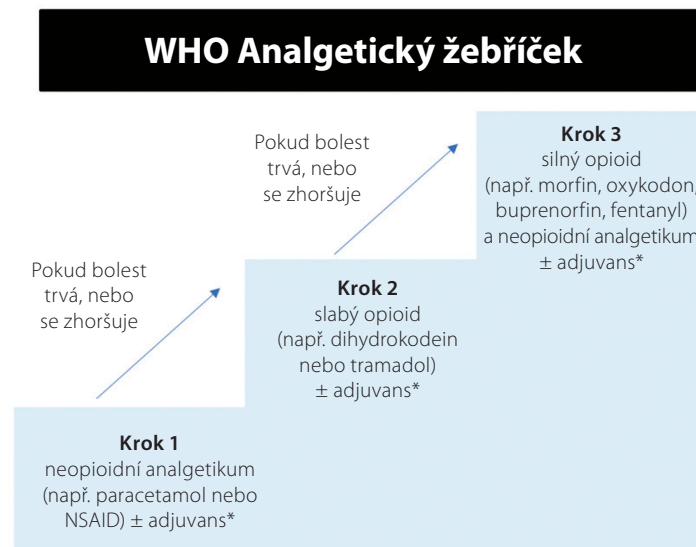 WHO Analgetický žebříček
Pokud bolest
trvá, nebo
se zhoršuje
Krok 3
silný opioid
(např. morfin, oxykodon,
buprenorfin, fentanyl)
a neopioidní analgetikum
± adjuvans*
Pokud bolest
trvá, nebo
se zhoršuje
Krok 2
slabý opioid
(např. dihydrokodein
nebo tramadol)
± adjuvans*
Krok 1
neopioidní analgetikum
(např. paracetamol nebo
NSAID) ± adjuvans*